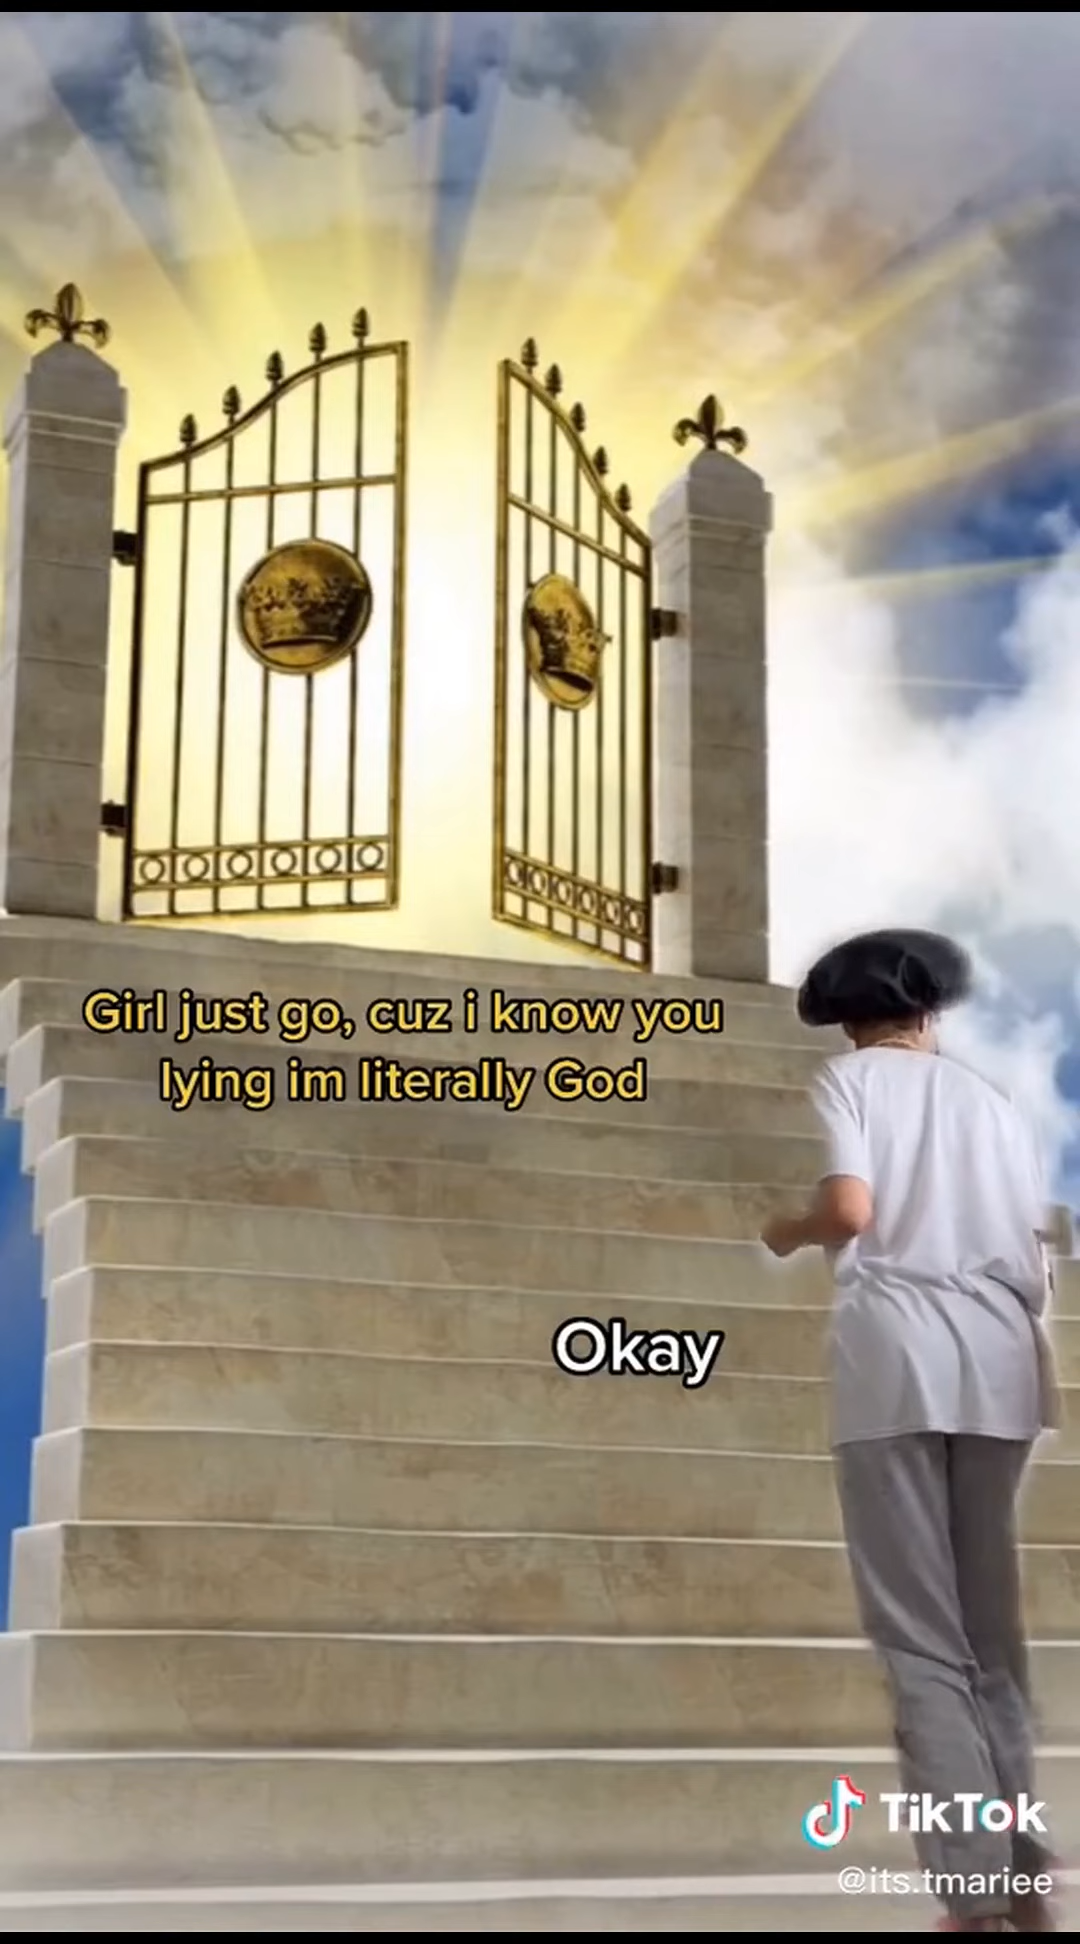 Girl just go, cuz i know you
lying im literally God
Okay
TikTok
@its.tmariee